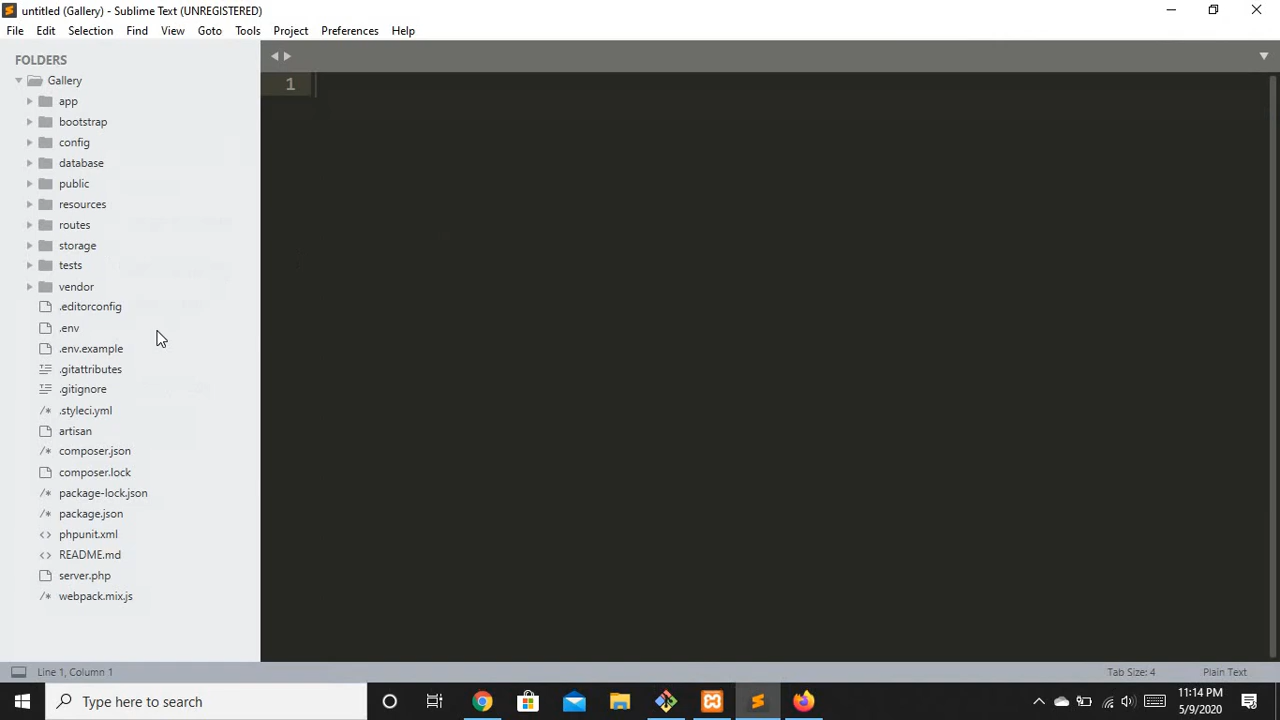 untitled (Gallery) - Sublime Text (UNREGISTERED)
File Edit Selection Find View Goto Tools Project Preferences Help
FOLDERS
Gallery
app
bootstrap
config
database
public
resources
routes
storage
tests
vendor
.editorconfig
.env
.env.example
.gitattributes
.gitignore
.styleci.yml
artisan
composer.json
composer.lock
package-lock.json
package.json
phpunit.xml
README.md
server.php
webpack.mix.js
1
Line 1, Column 1
Tab Size: 4
Plain Text
Type here to search
11:14 PM
5/9/2020